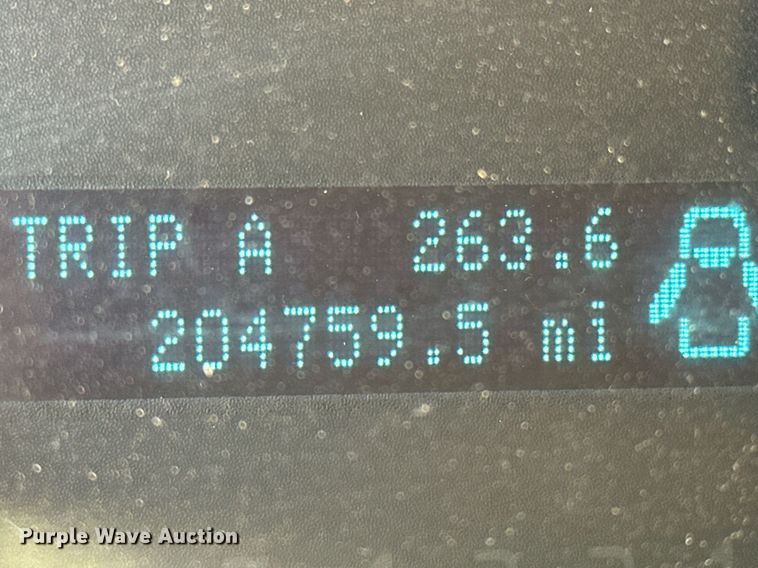 TRIP A 263.6
204759.5 mi
Purple Wave Auction